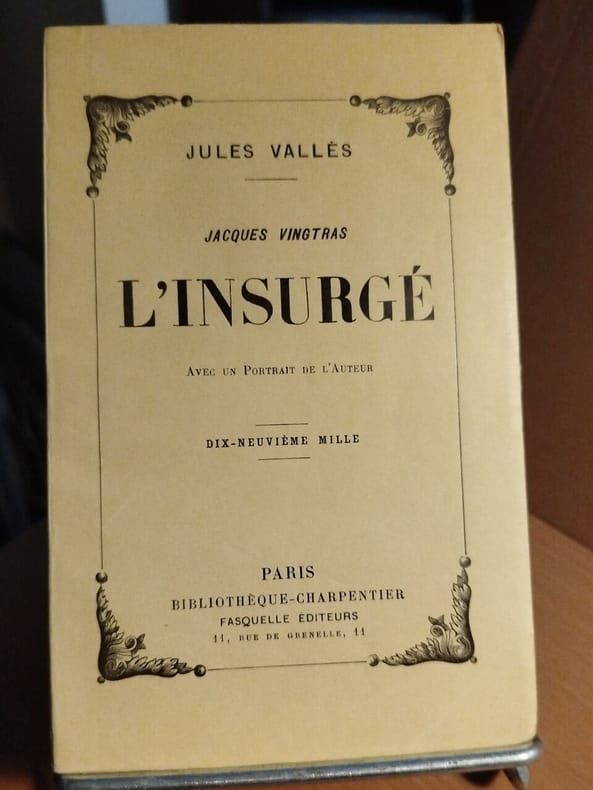 JULES VALLÈS
JACQUES VINGTRAS
L'INSURGÉ
AVEC UN PORTRAIT DE L'AUTEUR
DIX-NEUVIÈME MILLE
PARIS
BIBLIOTHÈQUE-CHARPENTIER
FASQUELLE ÉDITEURS
11, RUE DE GRENELLE, 11